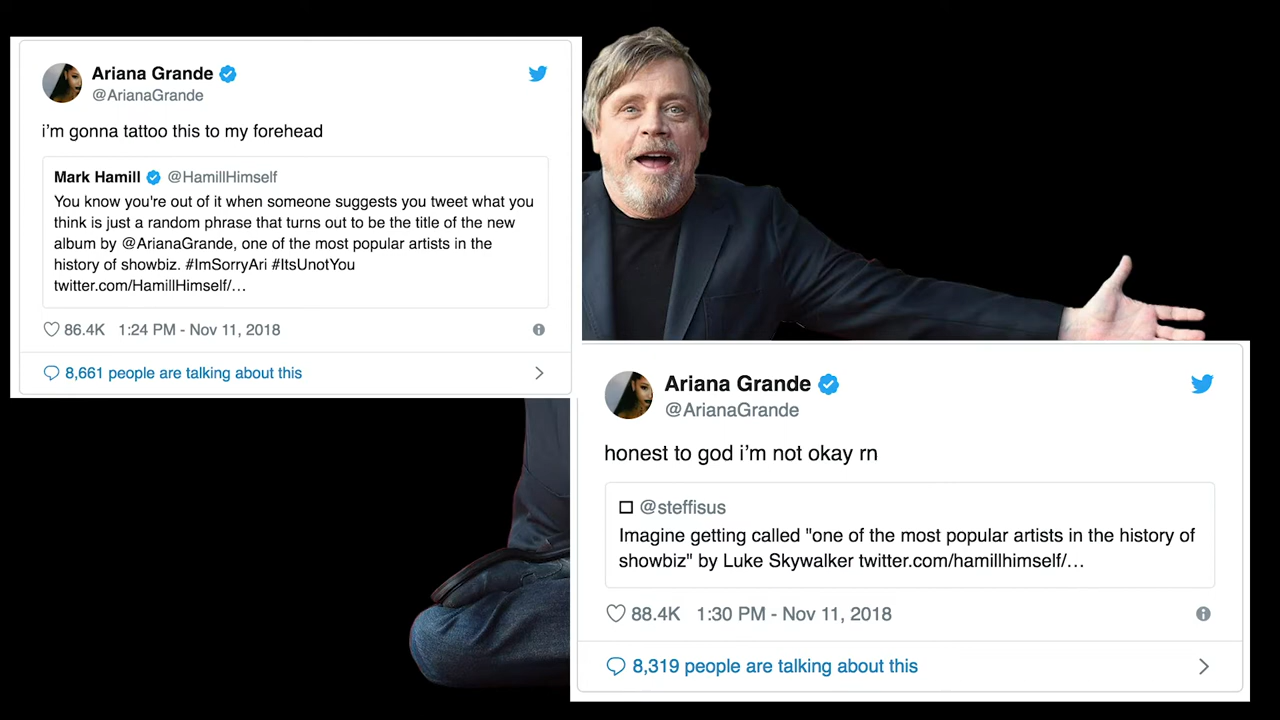 Ariana Grande
@ArianaGrande
i'm gonna tattoo this to my forehead
Mark Hamill @HamillHimself
You know you're out of it when someone suggests you tweet what you
think is just a random phrase that turns out to be the title of the new
album by @ArianaGrande, one of the most popular artists in the
history of showbiz. #ImSorryAri #ItsUnotYou
twitter.com/HamillHimself/…
86.4K 1:24 PM - Nov 11, 2018
8,661 people are talking about this
Ariana Grande
@ArianaGrande
honest to god i'm not okay rn
@steffisus
Imagine getting called "one of the most popular artists in the history of
showbiz" by Luke Skywalker twitter.com/hamillhimself/…
88.4K 1:30 PM - Nov 11, 2018
8,319 people are talking about this